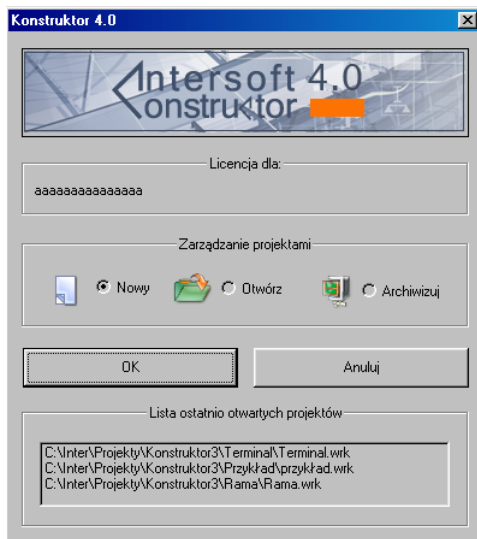 Konstruktor 4.0
Intersoft 4.0
Konstruktor
Licencja dla:
aaaaaaaaaaaaaaa
Zarządzanie projektami
Nowy
Otwórz
Archiwizuj
OK
Anuluj
Lista ostatnio otwartych projektów
C:\Inter\Projekty\Konstruktor3\Terminal\Terminal.wrk
C:\Inter\Projekty\Konstruktor3\Przykład\przykład.wrk
C:\Inter\Projekty\Konstruktor3\Rama\Rama.wrk